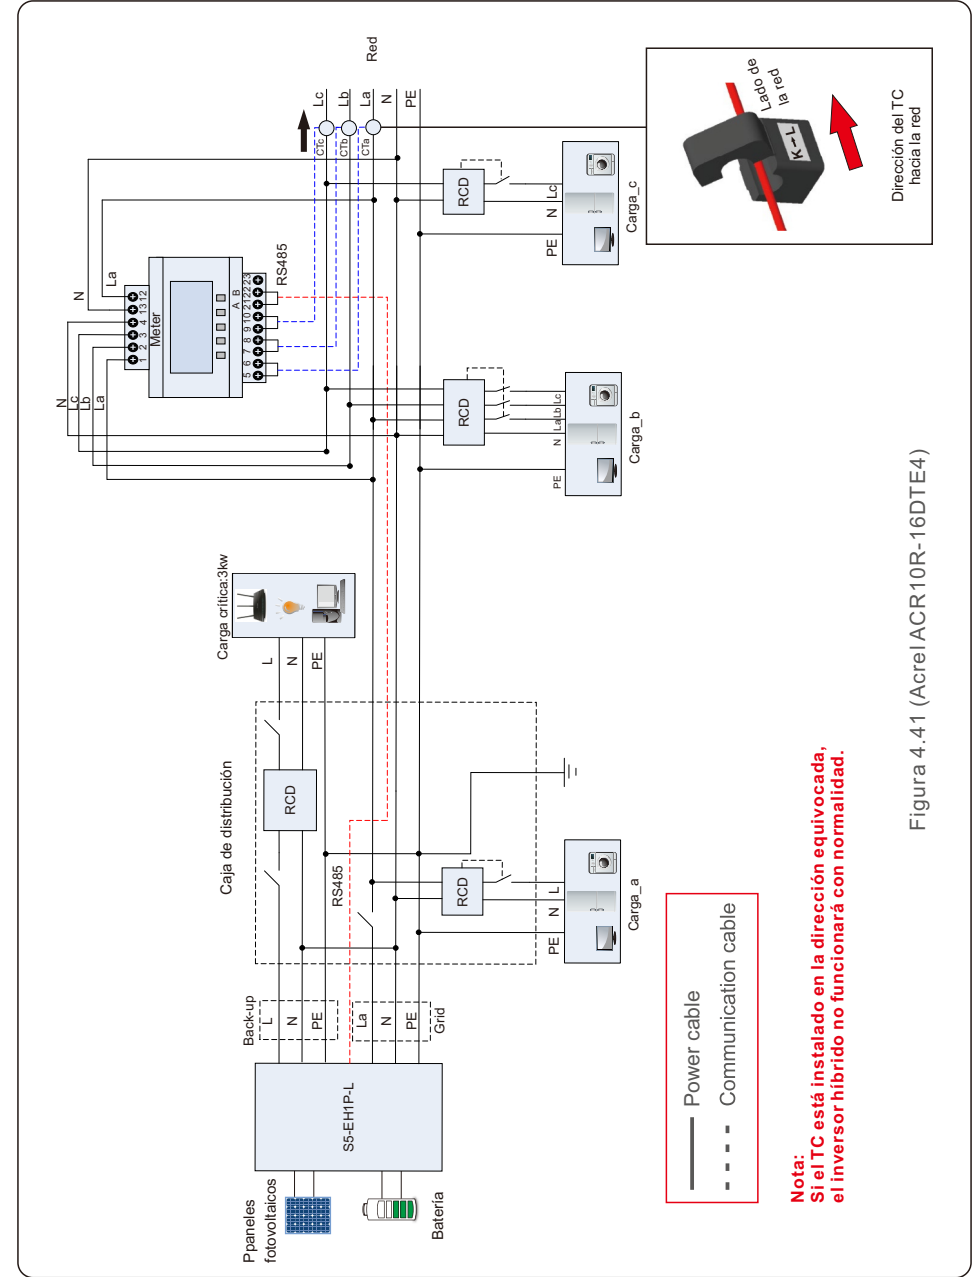 Red
Lc
Lb
La
N
PE
CTc
CTb
CTa
Lado de
la red
K→L
Dirección del TC
hacia la red
RCD
Lc
N
PE
Carga_c
La
N
12
13
4
3
2
1
Meter
23
22
21
10
9
8
7
6
5
B
A
RS485
N
Lc
Lb
La
RCD
Lc
Lb
La
N
PE
Carga_b
Carga crítica:3kw
L
N
PE
Caja de distribución
RCD
RS485
RCD
L
N
PE
Carga_a
Back-up
L
N
PE
La
N
PE
Grid
S5-EH1P-L
Ppaneles
fotovoltaicos
Batería
Power cable
Communication cable
Nota:
Si el TC está instalado en la dirección equivocada,
el inversor híbrido no funcionará con normalidad.
Figura 4.41 (Acrel ACR10R-16DTE4)